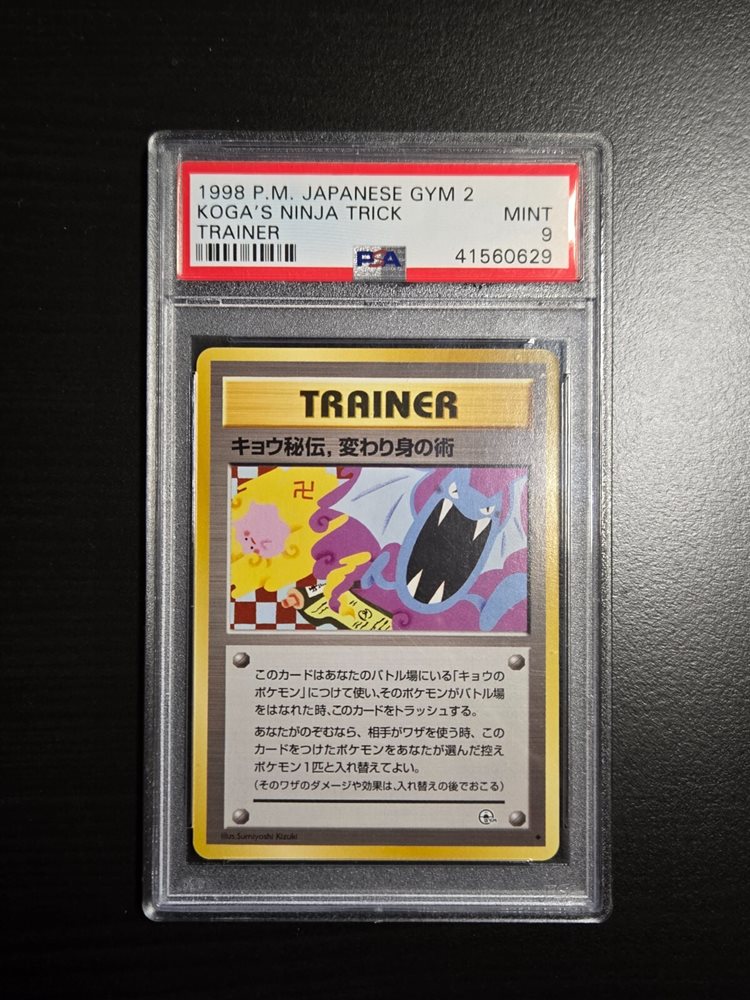 1998 P.M. JAPANESE GYM 2
KOGA'S NINJA TRICK MINT
TRAINER 9
PSA 41560629
TRAINER
キョウ秘伝, 変わり身の術
卍
このカードはあなたのバトル場にいる「キョウの
ポケモン」につけて使い、そのポケモンがバトル場
をはなれた時、このカードをトラッシュする。
あなたがのぞむなら、相手がワザを使う時、この
カードをつけたポケモンをあなたが選んだ控え
ポケモン1匹と入れ替えてよい。
(そのワザのダメージや効果は、入れ替えの後でおこる)
Illus. Sumiyoshi Kizuki